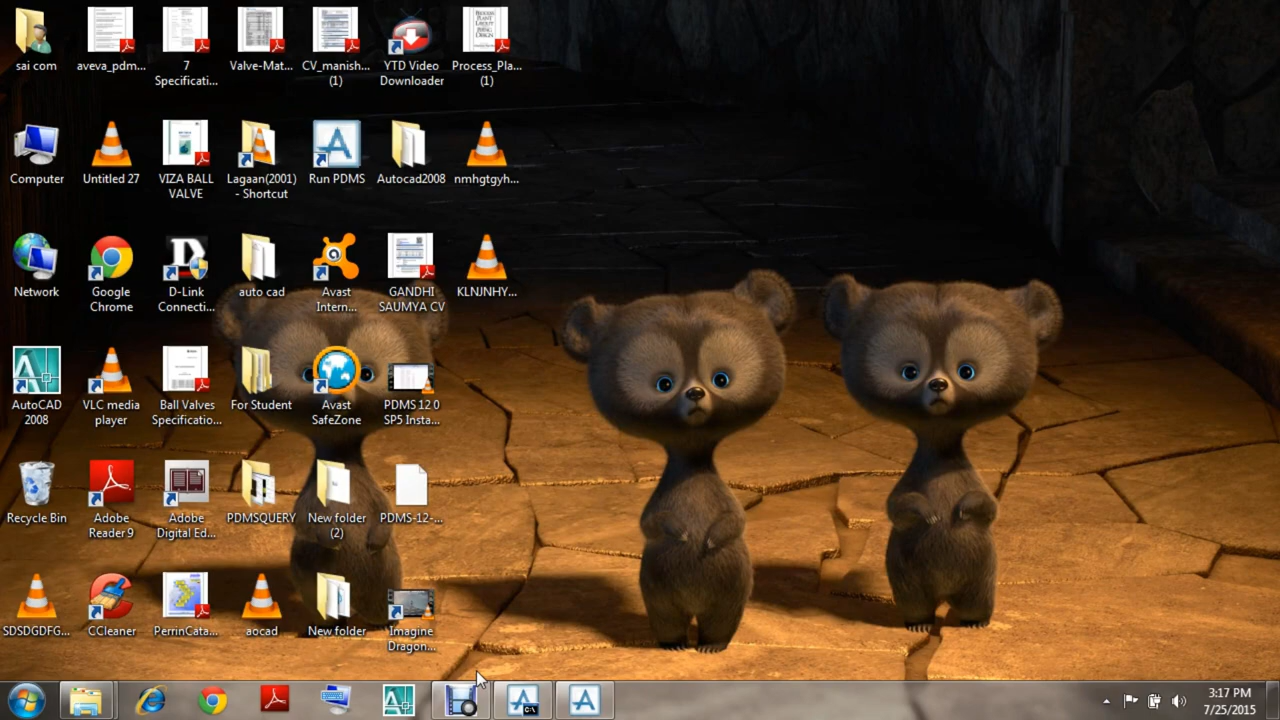 sai com
aveva_pdm...
7
Specificati...
Valve-Mat...
CV_manish...
(1)
YTD Video
Downloader
Process_Pla...
(1)
Computer
Untitled 27
VIZA BALL
VALVE
Lagaan(2001)
- Shortcut
Run PDMS
Autocad2008
nmhgtgyh...
Network
Google
Chrome
D-Link
Connecti...
auto cad
Avast
Intern...
GANDHI
SAUMYA CV
KLNJNHY...
AutoCAD
2008
VLC media
player
Ball Valves
Specificatio...
For Student
Avast
SafeZone
PDMS 12 0
SP5 Insta...
Recycle Bin
Adobe
Reader 9
Adobe
Digital Ed...
PDMSQUERY
New folder
(2)
PDMS-12-...
SDSDGDFG...
CCleaner
PerrinCata...
aocad
New folder
Imagine
Dragon...
3:17 PM
7/25/2015